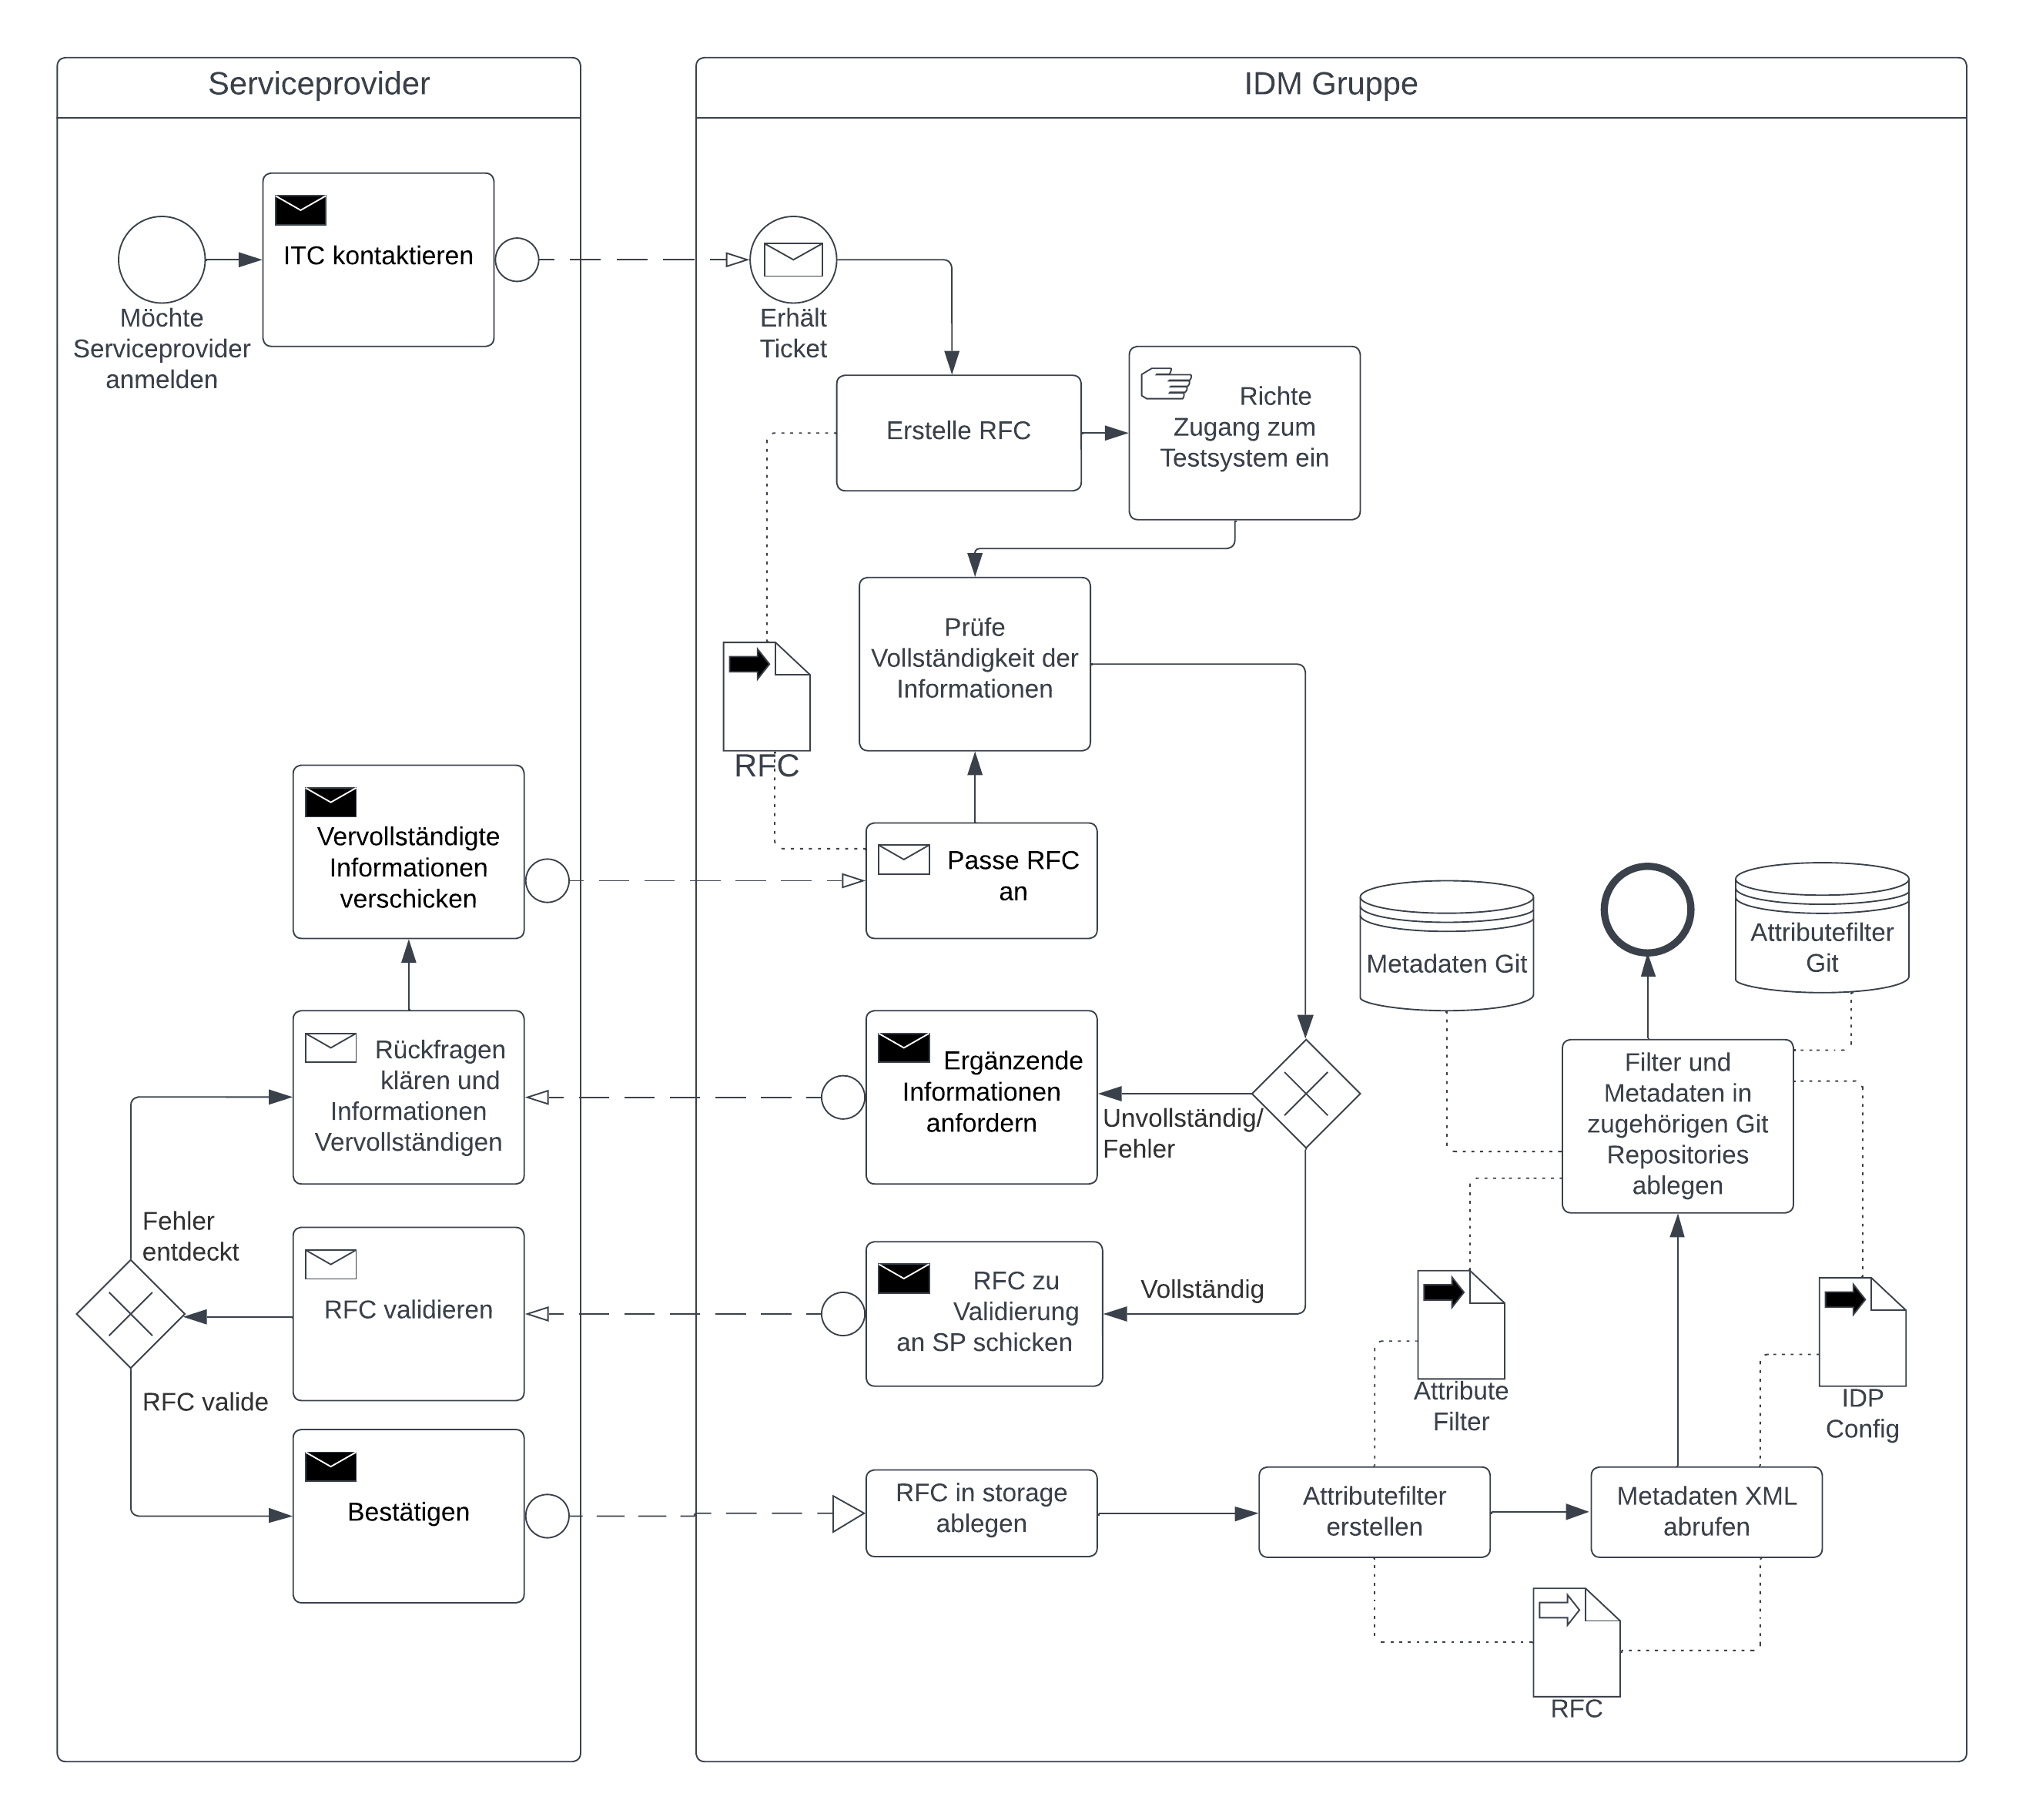 Serviceprovider
IDM Gruppe
ITC kontaktieren
Möchte
Serviceprovider
anmelden
Erhält
Ticket
Erstelle RFC
Richte
Zugang zum
Testsystem ein
Prüfe
Vollständigkeit der
Informationen
RFC
Vervollständigte
Informationen
verschicken
Passe RFC
an
Metadaten Git
Attributefilter
Git
Rückfragen
klären und
Informationen
Vervollständigen
Ergänzende
Informationen
anfordern
Unvollständig/
Fehler
Filter und
Metadaten in
zugehörigen Git
Repositories
ablegen
Fehler
entdeckt
RFC validieren
RFC zu
Validierung
an SP schicken
Vollständig
RFC valide
Attribute
Filter
IDP
Config
Bestätigen
RFC in storage
ablegen
Attributefilter
erstellen
Metadaten XML
abrufen
RFC